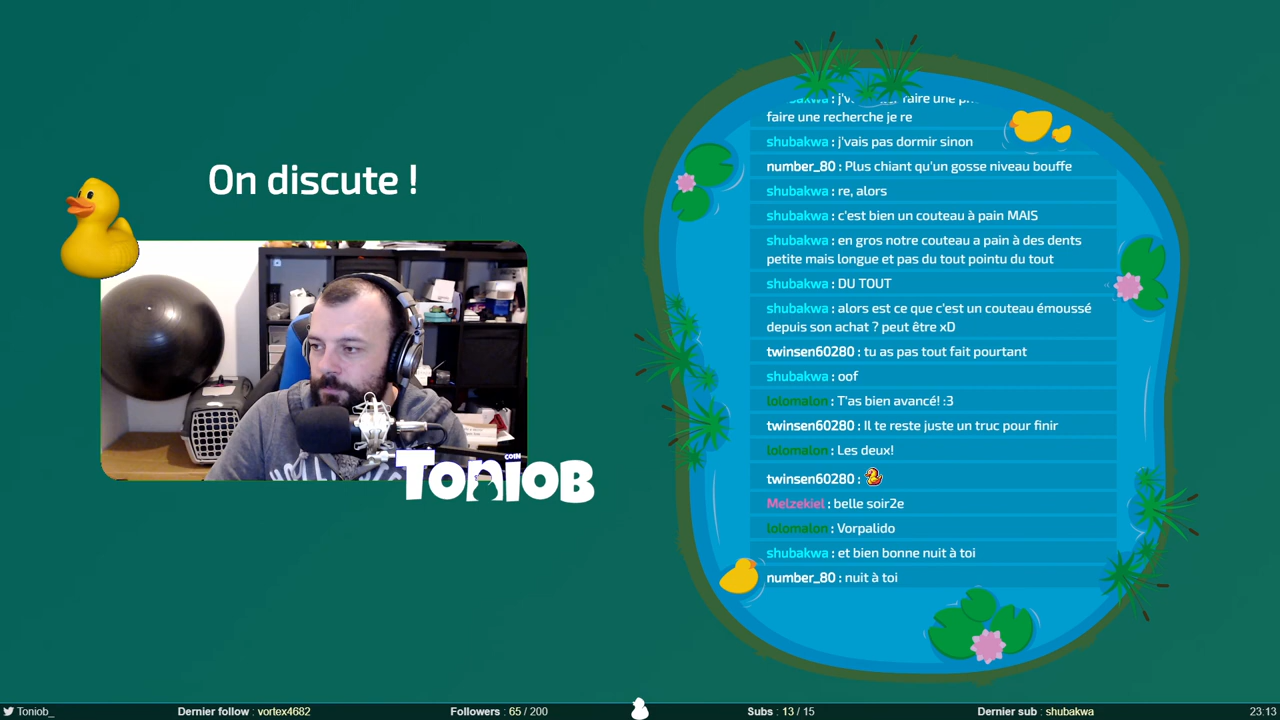 On discute !
TONIOB
COIN
faire une
faire une recherche je re
shubakwa : j'vais pas dormir sinon
number_80 : Plus chiant qu'un gosse niveau bouffe
shubakwa : re, alors
shubakwa : c'est bien un couteau à pain MAIS
shubakwa : en gros notre couteau a pain à des dents
petite mais longue et pas du tout pointu du tout
shubakwa : DU TOUT
shubakwa : alors est ce que c'est un couteau émoussé
depuis son achat ? peut être xD
twinsen60280 : tu as pas tout fait pourtant
shubakwa : oof
lolomalon : T'as bien avancé! :3
twinsen60280 : Il te reste juste un truc pour finir
lolomalon : Les deux!
twinsen60280 :
Melzekiel : belle soir2e
lolomalon : Vorpalido
shubakwa : et bien bonne nuit à toi
number_80 : nuit à toi
Toniob_ Dernier follow : vortex4682 Followers : 65 / 200 Subs : 13 / 15 Dernier sub : shubakwa 23:13